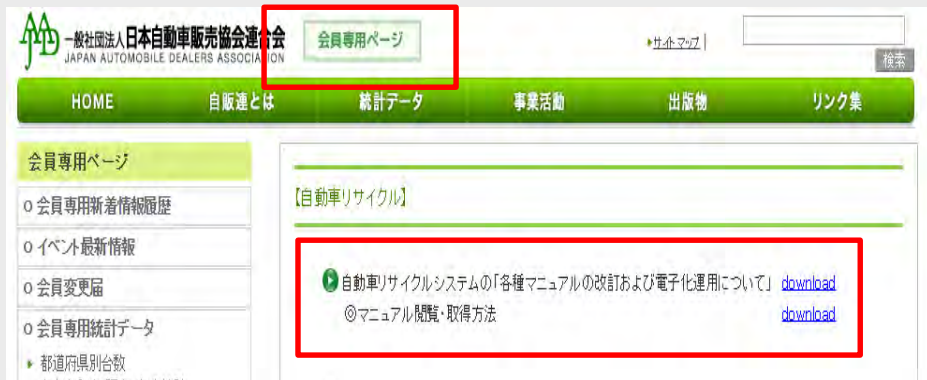 一般社団法人日本自動車販売協会連合会
JAPAN AUTOMOBILE DEALERS ASSOCIATION
会員専用ページ
サイトマップ
検索
HOME
自販連とは
統計データ
事業活動
出版物
リンク集
会員専用ページ
会員専用新着情報履歴
イベント最新情報
会員変更届
会員専用統計データ
都道府県別台数
【自動車リサイクル】
自動車リサイクルシステムの「各種マニュアルの改訂および電子化運用について」 download
◎マニュアル閲覧・取得方法 download